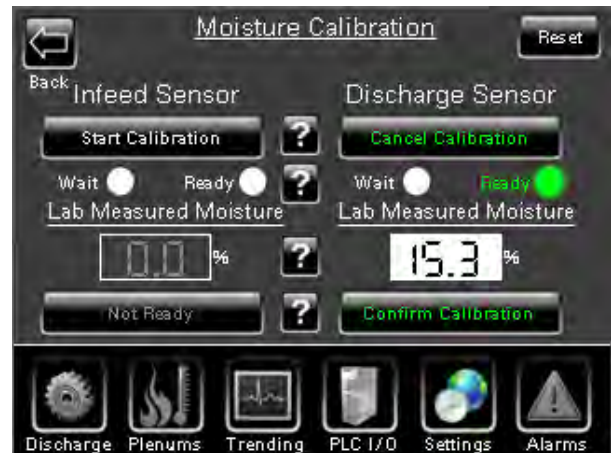 Moisture Calibration
Reset
Back
Infeed Sensor
Discharge Sensor
Start Calibration
?
Cancel Calibration
Wait
Ready
?
Wait
Ready
Lab Measured Moisture
Lab Measured Moisture
0.0 %
?
15.3 %
Not Ready
?
Confirm Calibration
Discharge
Plenums
Trending
PLC I/O
Settings
Alarms